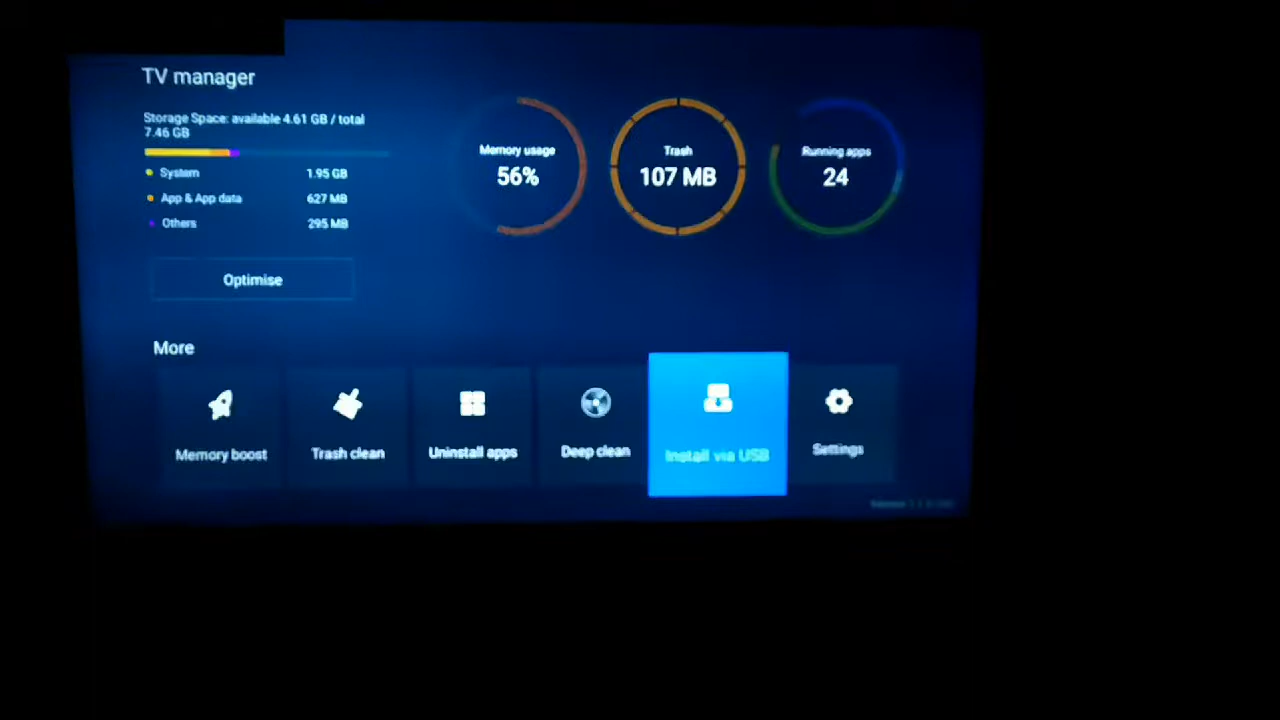 TV manager
Storage Space: available 4.61 GB / total
7.46 GB
System 1.95 GB
App & App data 627 MB
Others 295 MB
Optimise
Memory usage
56%
Trash
107 MB
Running apps
24
More
Memory boost
Trash clean
Uninstall apps
Deep clean
Install via USB
Settings